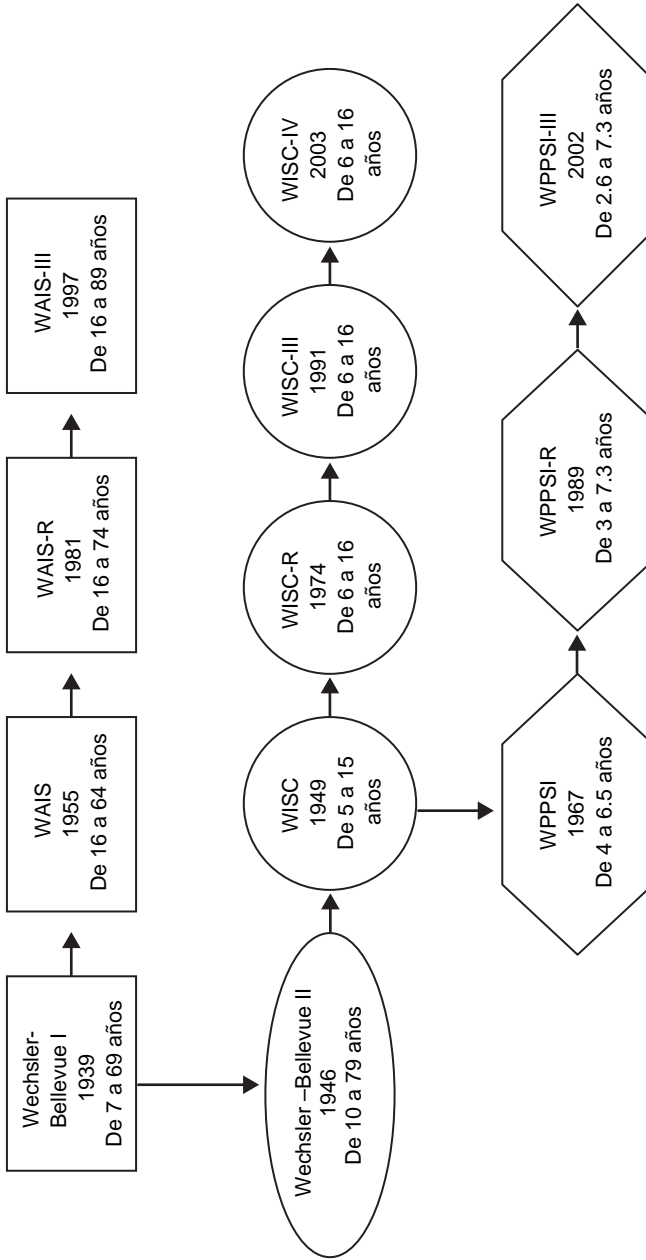 Wechsler-
Bellevue I
1939
De 7 a 69 años
WAIS
1955
De 16 a 64 años
WAIS-R
1981
De 16 a 74 años
WAIS-III
1997
De 16 a 89 años
Wechsler –Bellevue II
1946
De 10 a 79 años
WISC
1949
De 5 a 15
años
WISC-R
1974
De 6 a 16
años
WISC-III
1991
De 6 a 16
años
WISC-IV
2003
De 6 a 16
años
WPPSI
1967
De 4 a 6.5 años
WPPSI-R
1989
De 3 a 7.3 años
WPPSI-III
2002
De 2.6 a 7.3 años